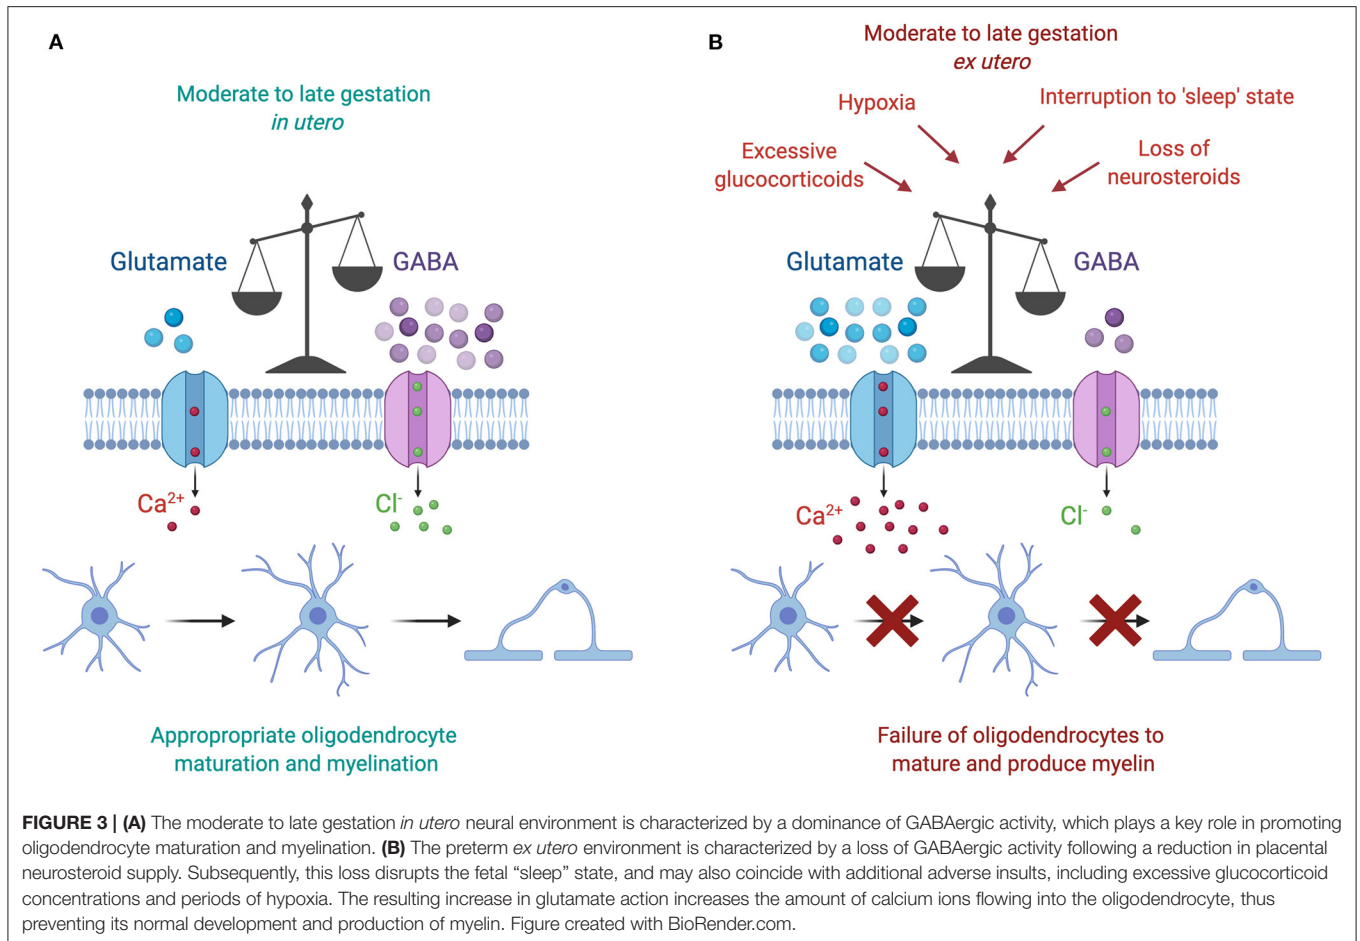 A
Moderate to late gestation
in utero
Glutamate
GABA
Ca2+
Cl-
Appropropriate oligodendrocyte
maturation and myelination
B
Moderate to late gestation
ex utero
Hypoxia
Interruption to 'sleep' state
Excessive
glucocorticoids
Loss of
neurosteroids
Glutamate
GABA
Ca2+
Cl-
Failure of oligodendrocytes to
mature and produce myelin
FIGURE 3 | (A) The moderate to late gestation in utero neural environment is characterized by a dominance of GABAergic activity, which plays a key role in promoting
oligodendrocyte maturation and myelination. (B) The preterm ex utero environment is characterized by a loss of GABAergic activity following a reduction in placental
neurosteroid supply. Subsequently, this loss disrupts the fetal “sleep” state, and may also coincide with additional adverse insults, including excessive glucocorticoid
concentrations and periods of hypoxia. The resulting increase in glutamate action increases the amount of calcium ions flowing into the oligodendrocyte, thus
preventing its normal development and production of myelin. Figure created with BioRender.com.